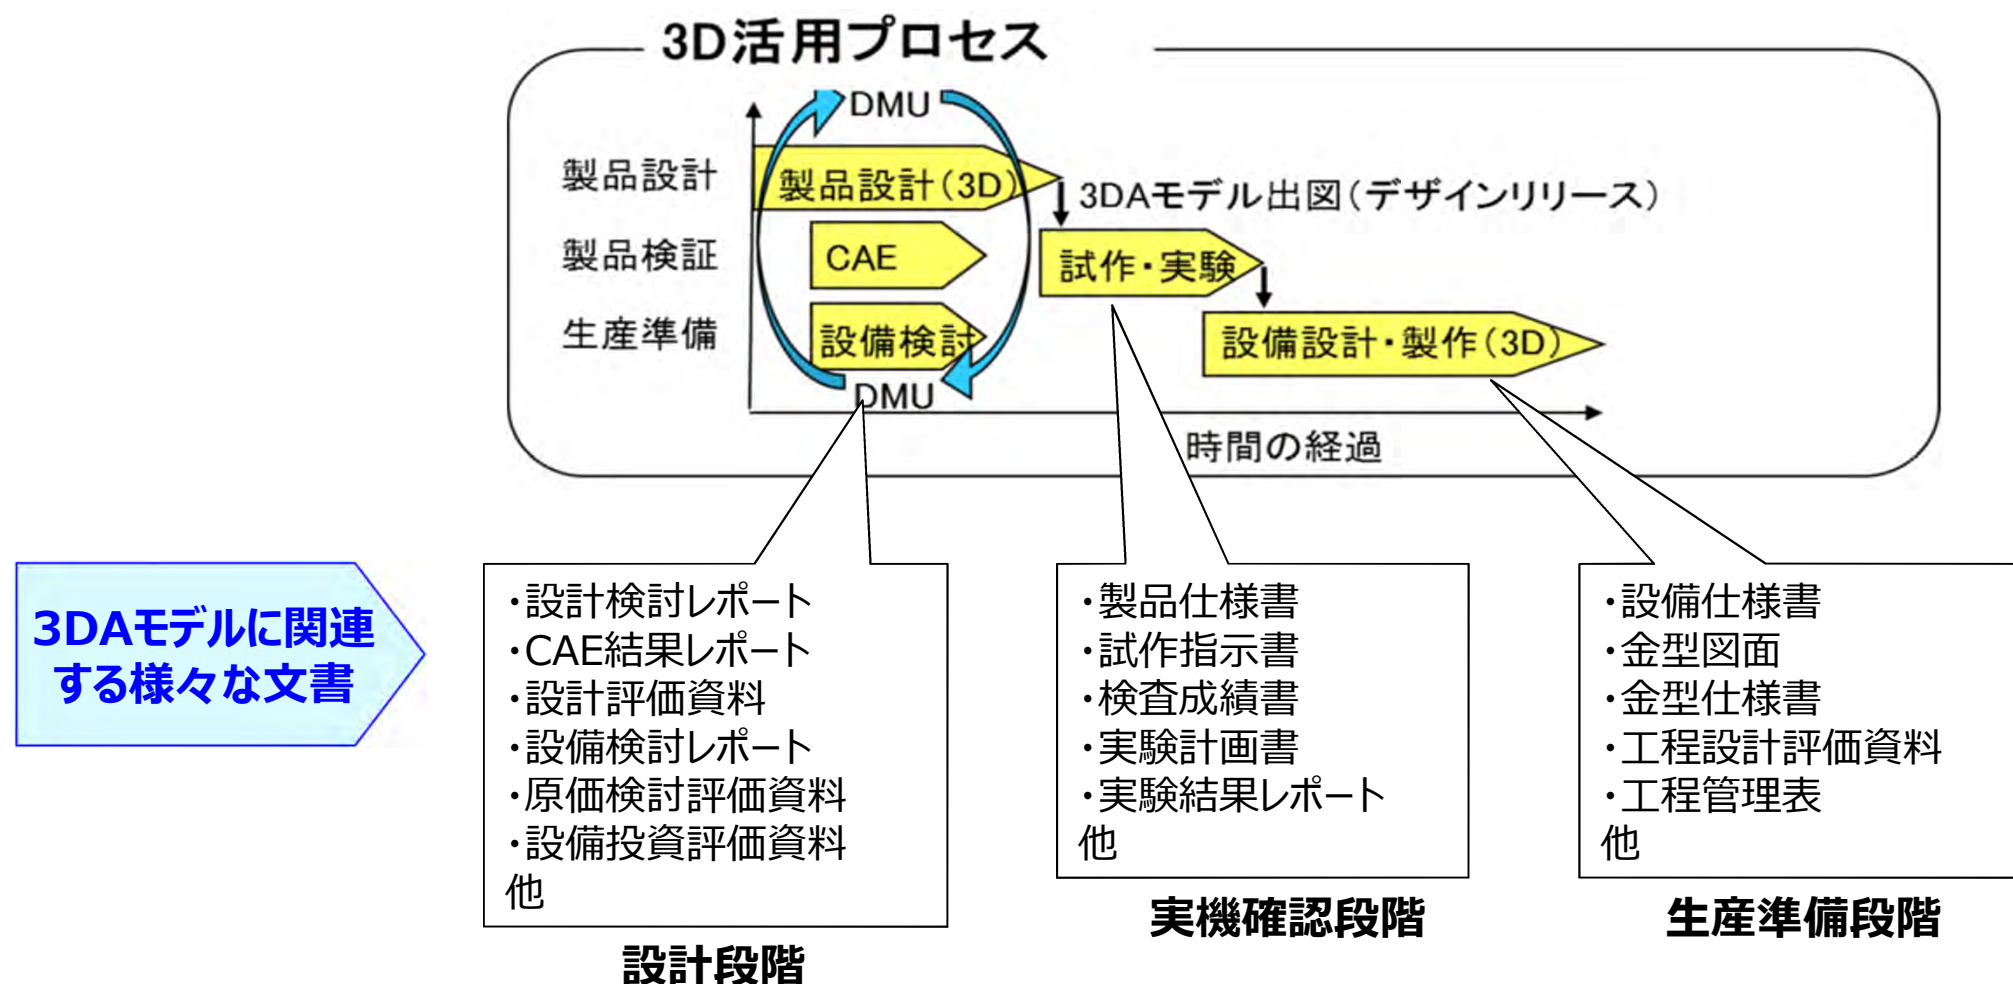 3D活用プロセス
DMU
製品設計
製品設計(3D)
3DAモデル出図(デザインリリース)
製品検証
CAE
試作・実験
生産準備
設備検討
設備設計・製作(3D)
DMU
時間の経過
3DAモデルに関連
する様々な文書
・設計検討レポート
・CAE結果レポート
・設計評価資料
・設備検討レポート
・原価検討評価資料
・設備投資評価資料
他
設計段階
・製品仕様書
・試作指示書
・検査成績書
・実験計画書
・実験結果レポート
他
実機確認段階
・設備仕様書
・金型図面
・金型仕様書
・工程設計評価資料
・工程管理表
他
生産準備段階